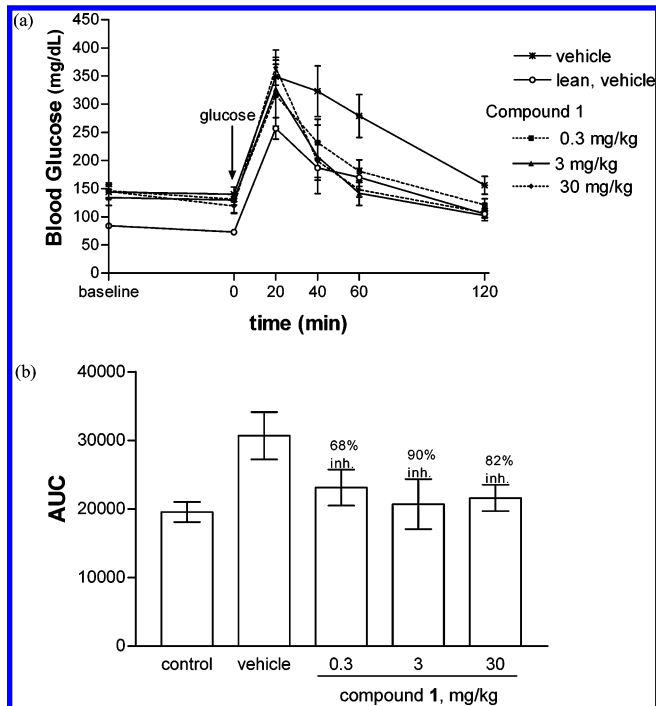 (a)
450
400
350
300
250
200
150
100
50
0
Blood Glucose (mg/dL)
glucose
baseline 0 20 40 60 120
time (min)
vehicle
lean, vehicle
Compound 1
0.3 mg/kg
3 mg/kg
30 mg/kg
(b)
40000
30000
20000
10000
0
AUC
68%
inh.
90%
inh.
82%
inh.
control vehicle 0.3 3 30
compound 1, mg/kg